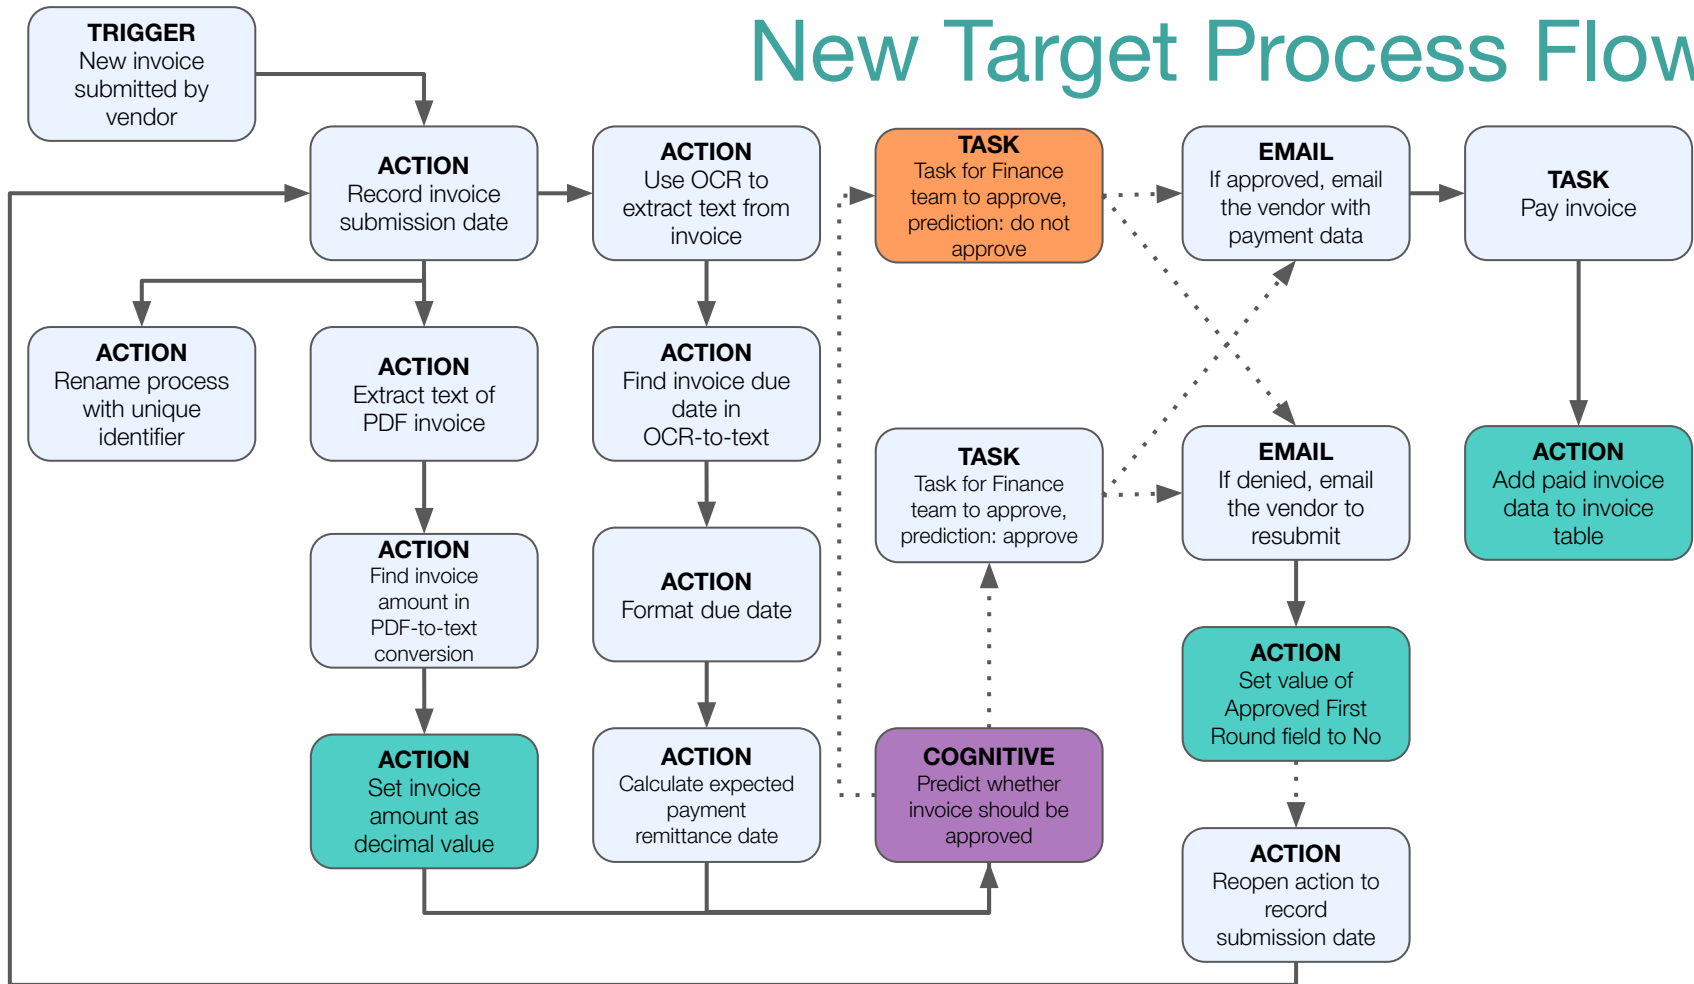 New Target Process Flow
TRIGGER
New invoice
submitted by
vendor
ACTION
Record invoice
submission date
ACTION
Use OCR to
extract text from
invoice
TASK
Task for Finance
team to approve,
prediction: do not
approve
EMAIL
If approved, email
the vendor with
payment data
TASK
Pay invoice
ACTION
Rename process
with unique
identifier
ACTION
Extract text of
PDF invoice
ACTION
Find invoice due
date in
OCR-to-text
TASK
Task for Finance
team to approve,
prediction: approve
EMAIL
If denied, email
the vendor to
resubmit
ACTION
Add paid invoice
data to invoice
table
ACTION
Find invoice
amount in
PDF-to-text
conversion
ACTION
Format due date
ACTION
Set value of
Approved First
Round field to No
ACTION
Set invoice
amount as
decimal value
ACTION
Calculate expected
payment
remittance date
COGNITIVE
Predict whether
invoice should be
approved
ACTION
Reopen action to
record
submission date